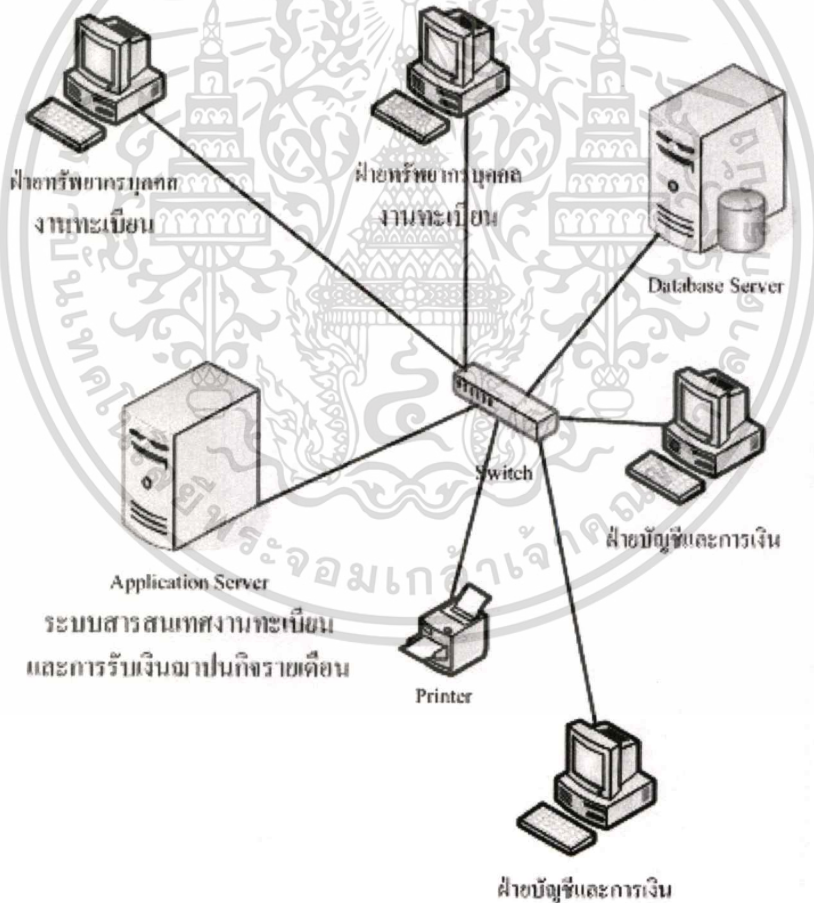 ฝ่ายทรัพยากรบุคคล
งานทะเบียน
ฝ่ายทรัพยากรบุคคล
งานทะเบียน
Database Server
Switch
ฝ่ายบัญชีและการเงิน
Application Server
ระบบสารสนเทศงานทะเบียน
และการรับเงินฌาปนกิจรายเดือน
Printer
ฝ่ายบัญชีและการเงิน